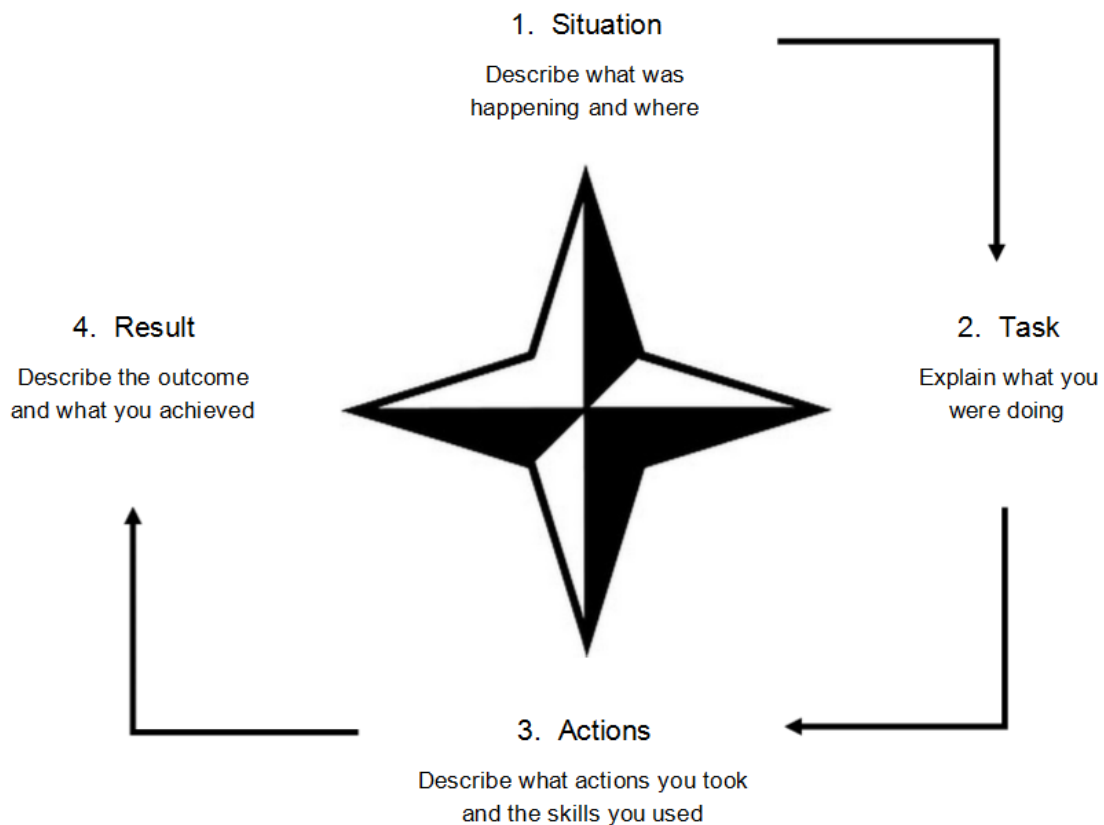 1. Situation
Describe what was
happening and where
2. Task
Explain what you
were doing
3. Actions
Describe what actions you took
and the skills you used
4. Result
Describe the outcome
and what you achieved